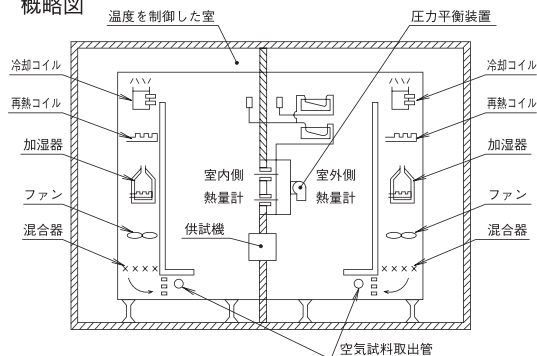 概略図
温度を制御した室
圧力平衡装置
冷却コイル
冷却コイル
再熱コイル
再熱コイル
加湿器
加湿器
室内側
熱量計
室外側
熱量計
ファン
ファン
供試機
混合器
混合器
空気試料取出管